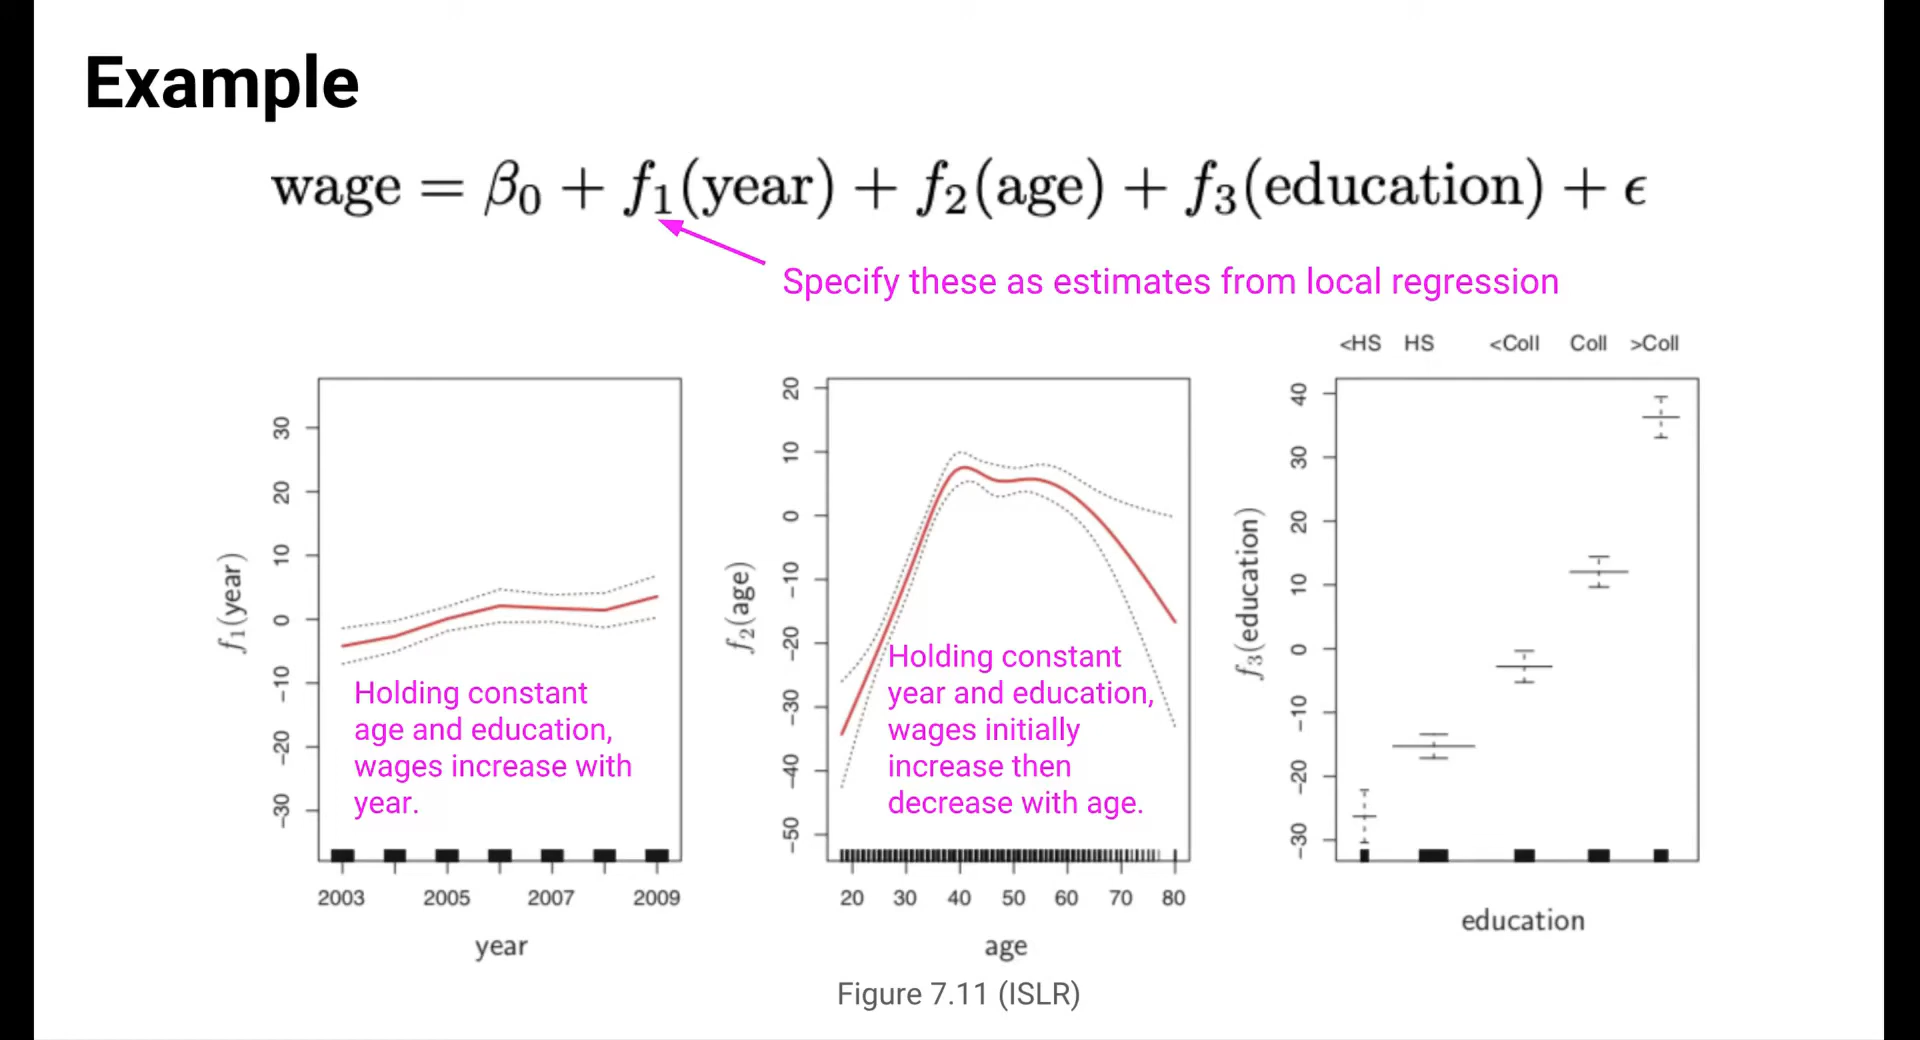 Example
wage = β₀ + f₁(year) + f₂(age) + f₃(education) + ϵ
Specify these as estimates from local regression
f₁(year)
30
20
10
0
−10
−20
−30
Holding constant
age and education,
wages increase with
year.
2003 2005 2007 2009
year
f₂(age)
20
10
0
−10
−20
−30
−40
−50
Holding constant
year and education,
wages initially
increase then
decrease with age.
20 30 40 50 60 70 80
age
<HS HS <Coll Coll >Coll
f₃(education)
40
30
20
10
0
−10
−20
−30
education
Figure 7.11 (ISLR)